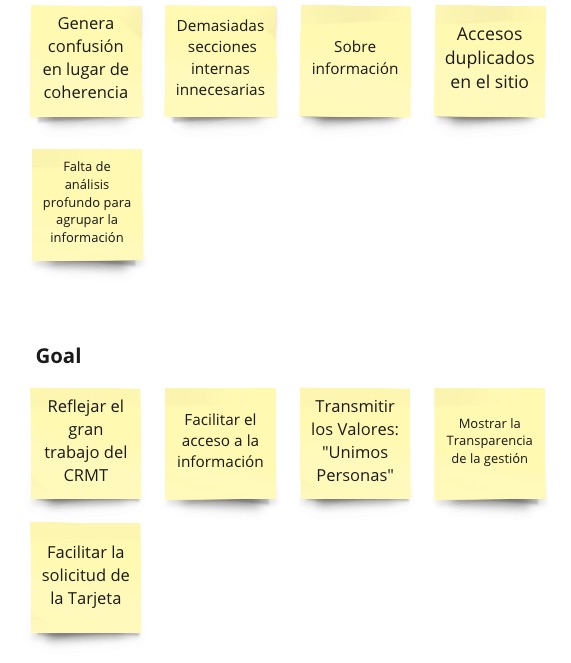 Genera
confusión
en lugar de
coherencia
Demasiadas
secciones
internas
innecesarias
Sobre
información
Accesos
duplicados
en el sitio
Falta de
análisis
profundo para
agrupar la
información
Goal
Reflejar el
gran
trabajo del
CRMT
Facilitar el
acceso a la
información
Transmitir
los Valores:
"Unimos
Personas"
Mostrar la
Transparencia
de la gestión
Facilitar la
solicitud de
la Tarjeta